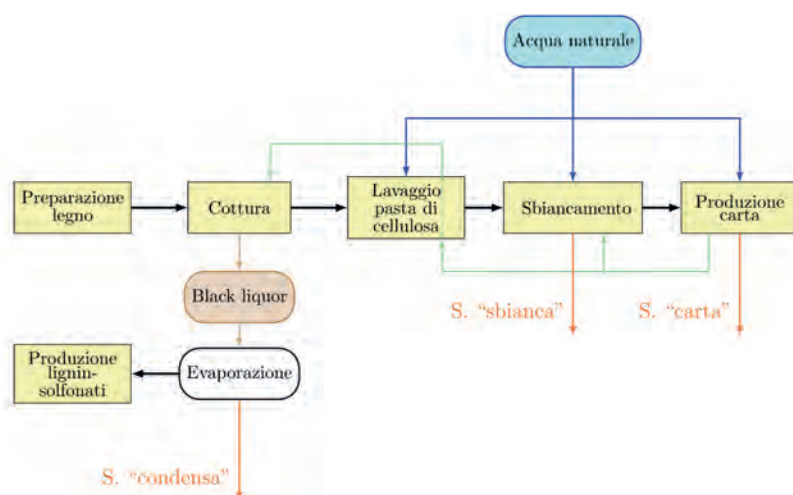 Acqua naturale
Preparazione
legno
Cottura
Lavaggio
pasta di
cellulosa
Sbiancamento
Produzione
carta
Black liquor
S. “sbianca”
S. “carta”
Produzione
lignin-
solfonati
Evaporazione
S. “condensa”